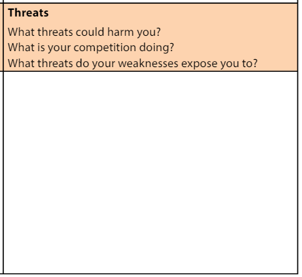 Threats
What threats could harm you?
What is your competition doing?
What threats do your weaknesses expose you to?